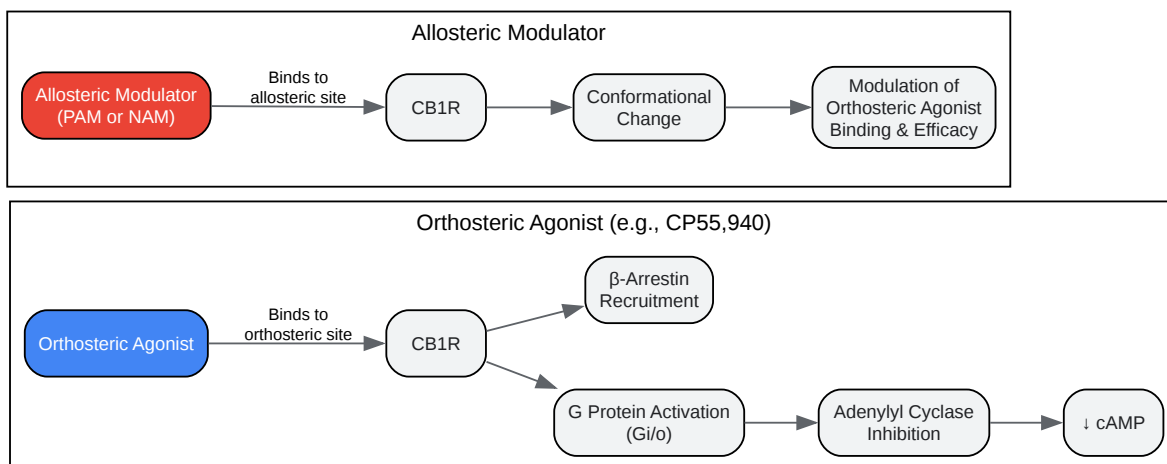 Allosteric Modulator
Allosteric Modulator
(PAM or NAM)
Binds to
allosteric site
CB1R
Conformational
Change
Modulation of
Orthosteric Agonist
Binding & Efficacy
Orthosteric Agonist (e.g., CP55,940)
Orthosteric Agonist
Binds to
orthosteric site
CB1R
β-Arrestin
Recruitment
G Protein Activation
(Gi/o)
Adenylyl Cyclase
Inhibition
↓ cAMP